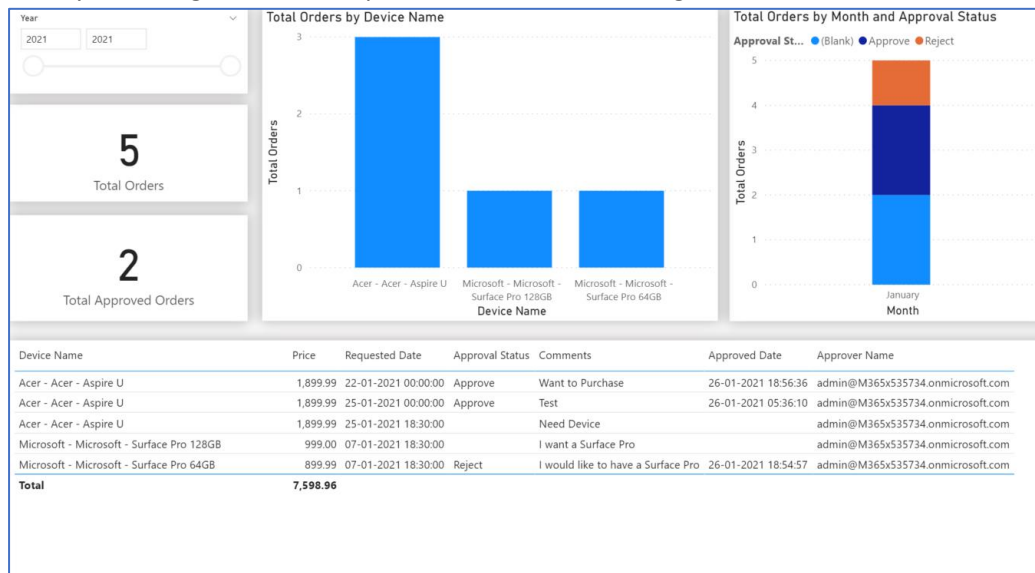 Year
2021 2021
5
Total Orders
2
Total Approved Orders
Total Orders by Device Name
Total Orders
3
2
1
0
Acer - Acer - Aspire U
Microsoft - Microsoft -
Surface Pro 128GB
Microsoft - Microsoft -
Surface Pro 64GB
Device Name
Total Orders by Month and Approval Status
Approval St... (Blank) Approve Reject
Total Orders
5
4
3
2
1
0
January
Month
Device Name Price Requested Date Approval Status Comments Approved Date Approver Name
Acer - Acer - Aspire U 1,899.99 22-01-2021 00:00:00 Approve Want to Purchase 26-01-2021 18:56:36 admin@M365x535734.onmicrosoft.com
Acer - Acer - Aspire U 1,899.99 25-01-2021 00:00:00 Approve Test 26-01-2021 05:36:10 admin@M365x535734.onmicrosoft.com
Acer - Acer - Aspire U 1,899.99 25-01-2021 18:30:00 Need Device admin@M365x535734.onmicrosoft.com
Microsoft - Microsoft - Surface Pro 128GB 999.00 07-01-2021 18:30:00 I want a Surface Pro admin@M365x535734.onmicrosoft.com
Microsoft - Microsoft - Surface Pro 64GB 899.99 07-01-2021 18:30:00 Reject I would like to have a Surface Pro 26-01-2021 18:54:57 admin@M365x535734.onmicrosoft.com
Total 7,598.96